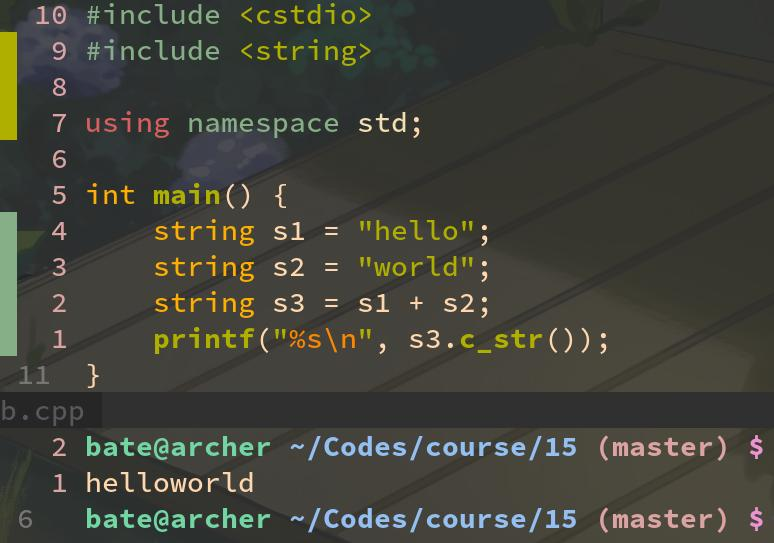 10 #include <cstdio>
9 #include <string>
8
7 using namespace std;
6
5 int main() {
4     string s1 = "hello";
3     string s2 = "world";
2     string s3 = s1 + s2;
1     printf("%s\n", s3.c_str());
11 }
b.cpp
2 bate@archer ~/Codes/course/15 (master) $
1 helloworld
6 bate@archer ~/Codes/course/15 (master) $